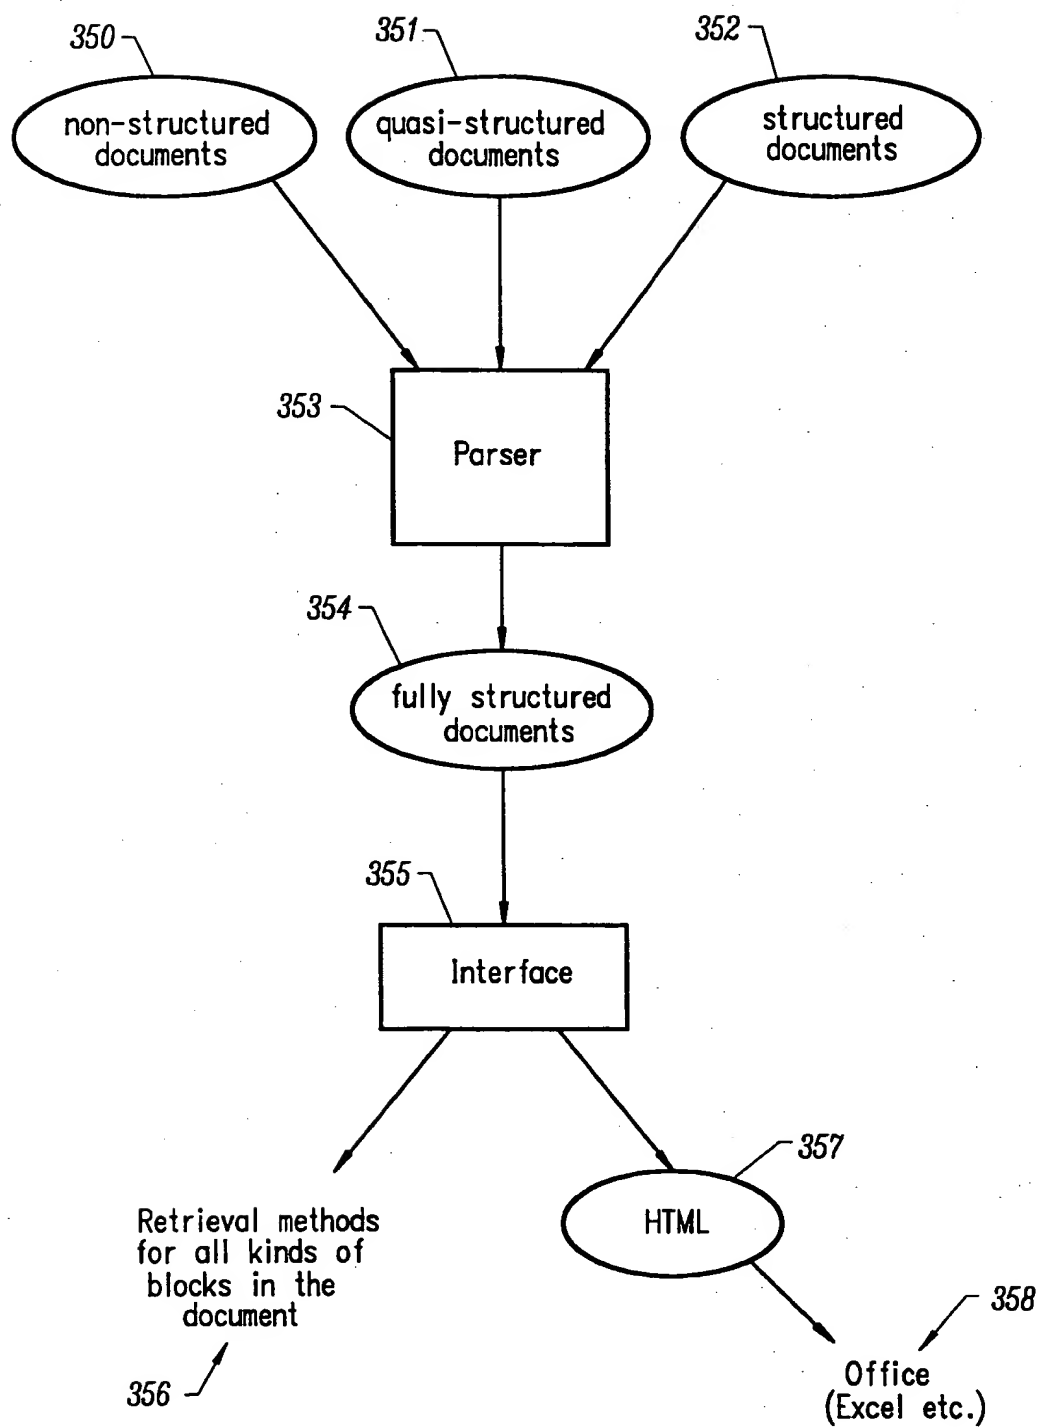 350
351
352
non-structured
documents
quasi-structured
documents
structured
documents
353
Parser
354
fully structured
documents
355
Interface
357
HTML
Retrieval methods
for all kinds of
blocks in the
document
356
358
Office
(Excel etc.)